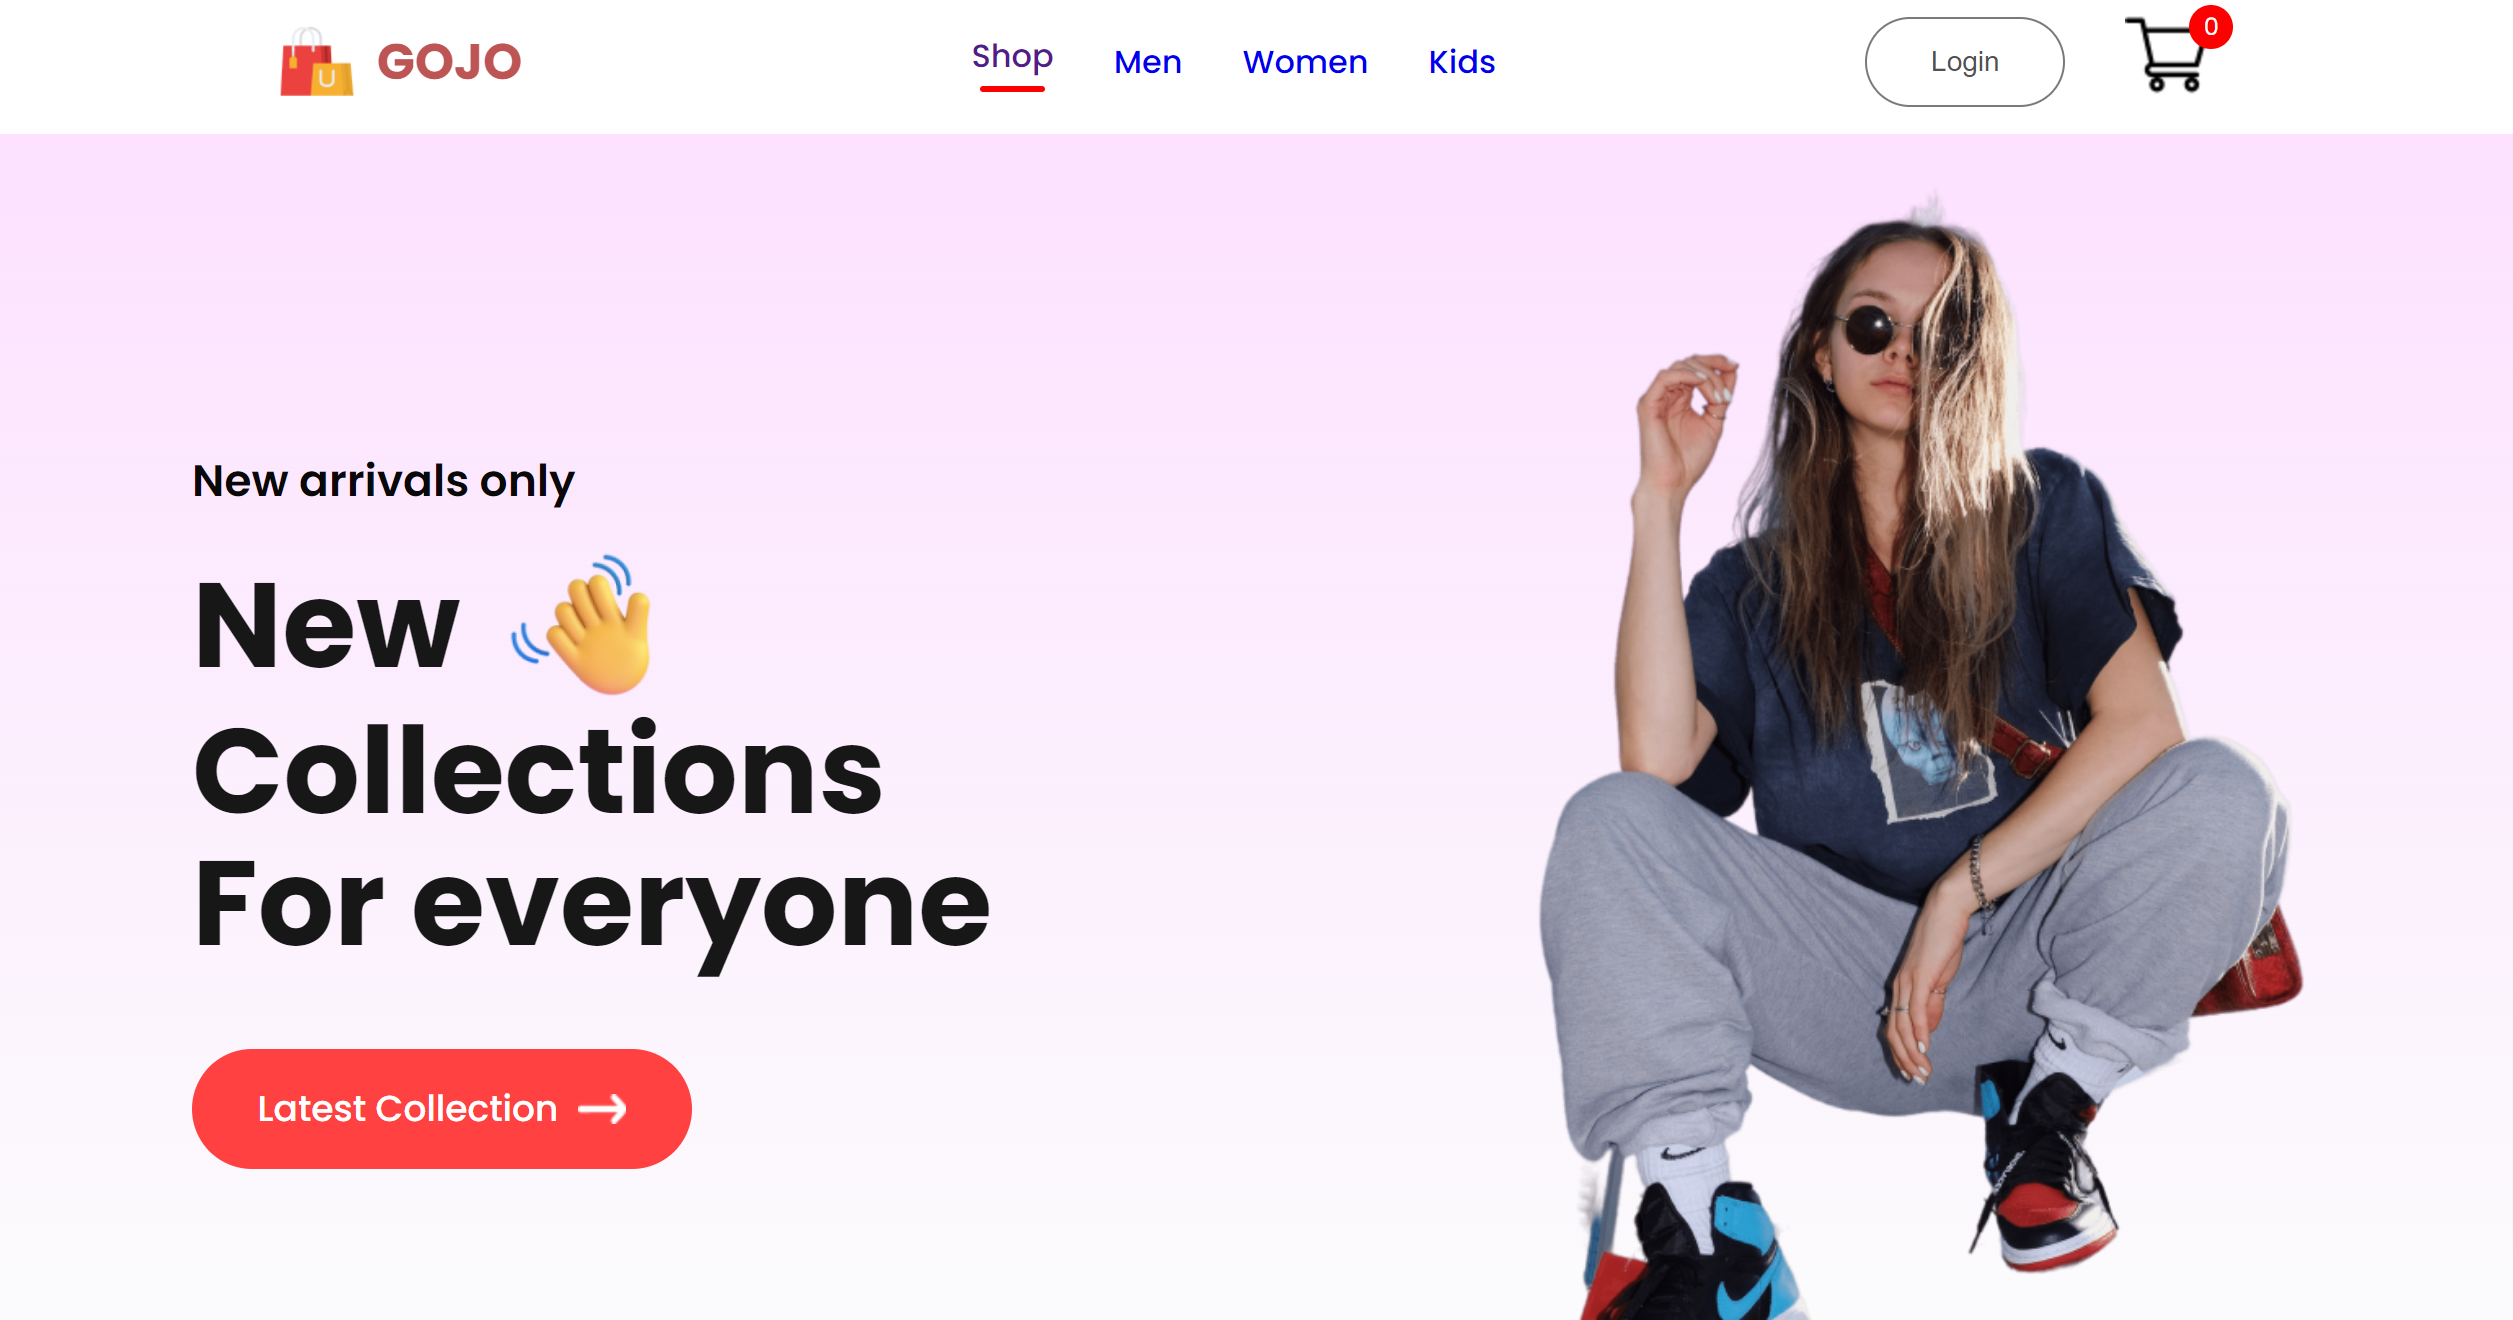 GOJO
Shop Men Women Kids
Login
0
New arrivals only
New
Collections
For everyone
Latest Collection